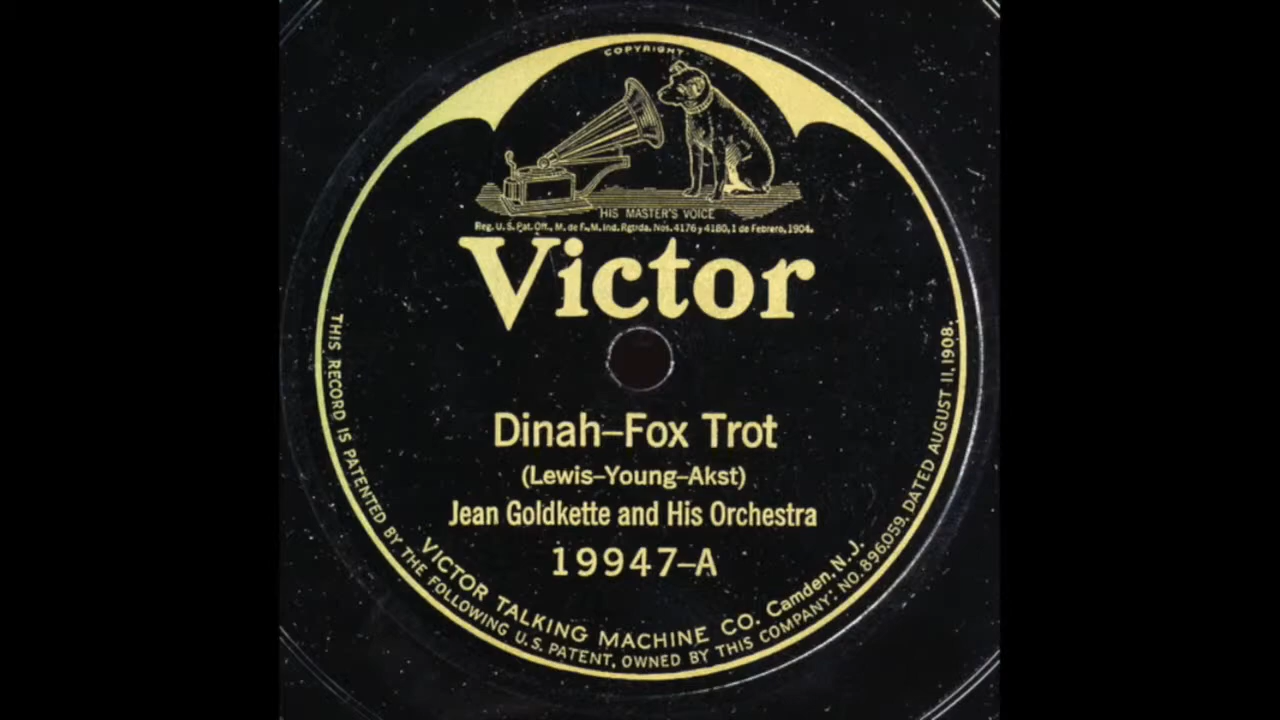 COPYRIGHT
HIS MASTER'S VOICE
Reg. U.S. Pat. Off., M. de F., M. Ind. Rgtrda. Nos. 4176 y 4180, 1 de Febrero, 1904.
Victor
Dinah–Fox Trot
(Lewis–Young–Akst)
Jean Goldkette and His Orchestra
19947–A
VICTOR TALKING MACHINE CO. Camden, N.J.
THIS RECORD IS PATENTED BY THE FOLLOWING U.S. PATENT, OWNED BY THIS COMPANY: NO. 896,059, DATED AUGUST 11, 1908.